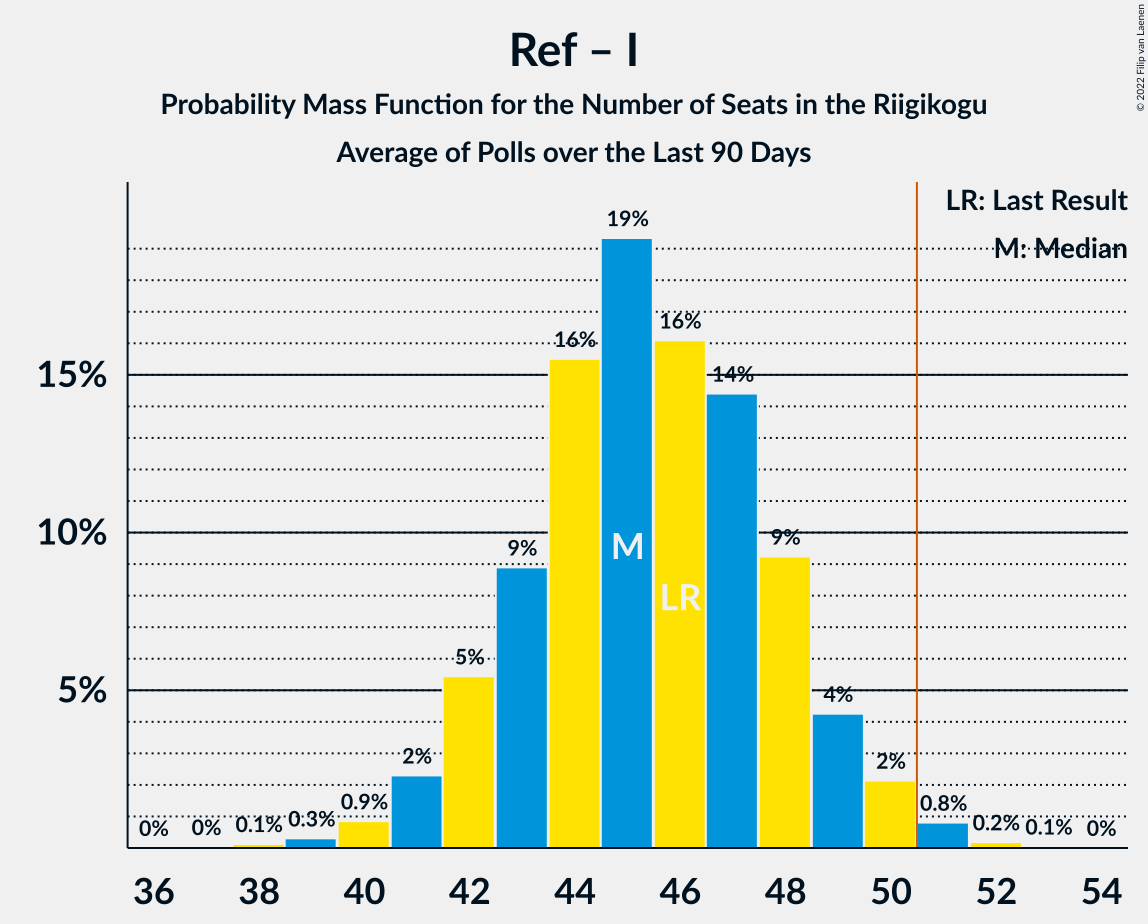 Ref – I
Probability Mass Function for the Number of Seats in the Riigikogu
Average of Polls over the Last 90 Days
© 2022 Filip van Laenen
LR: Last Result
M: Median
15%
10%
5%
0%
0%
0.1%
0.3%
0.9%
2%
5%
9%
16%
19%
16%
14%
9%
4%
2%
0.8%
0.2%
0.1%
0%
M
LR
36 38 40 42 44 46 48 50 52 54